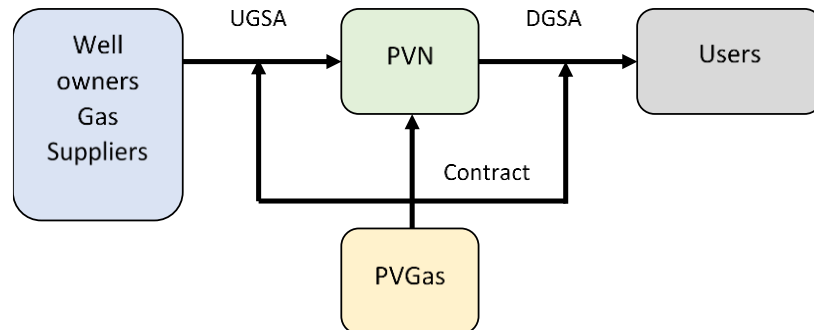 UGSA
DGSA
Well
owners
Gas
Suppliers
PVN
Users
Contract
PVGas